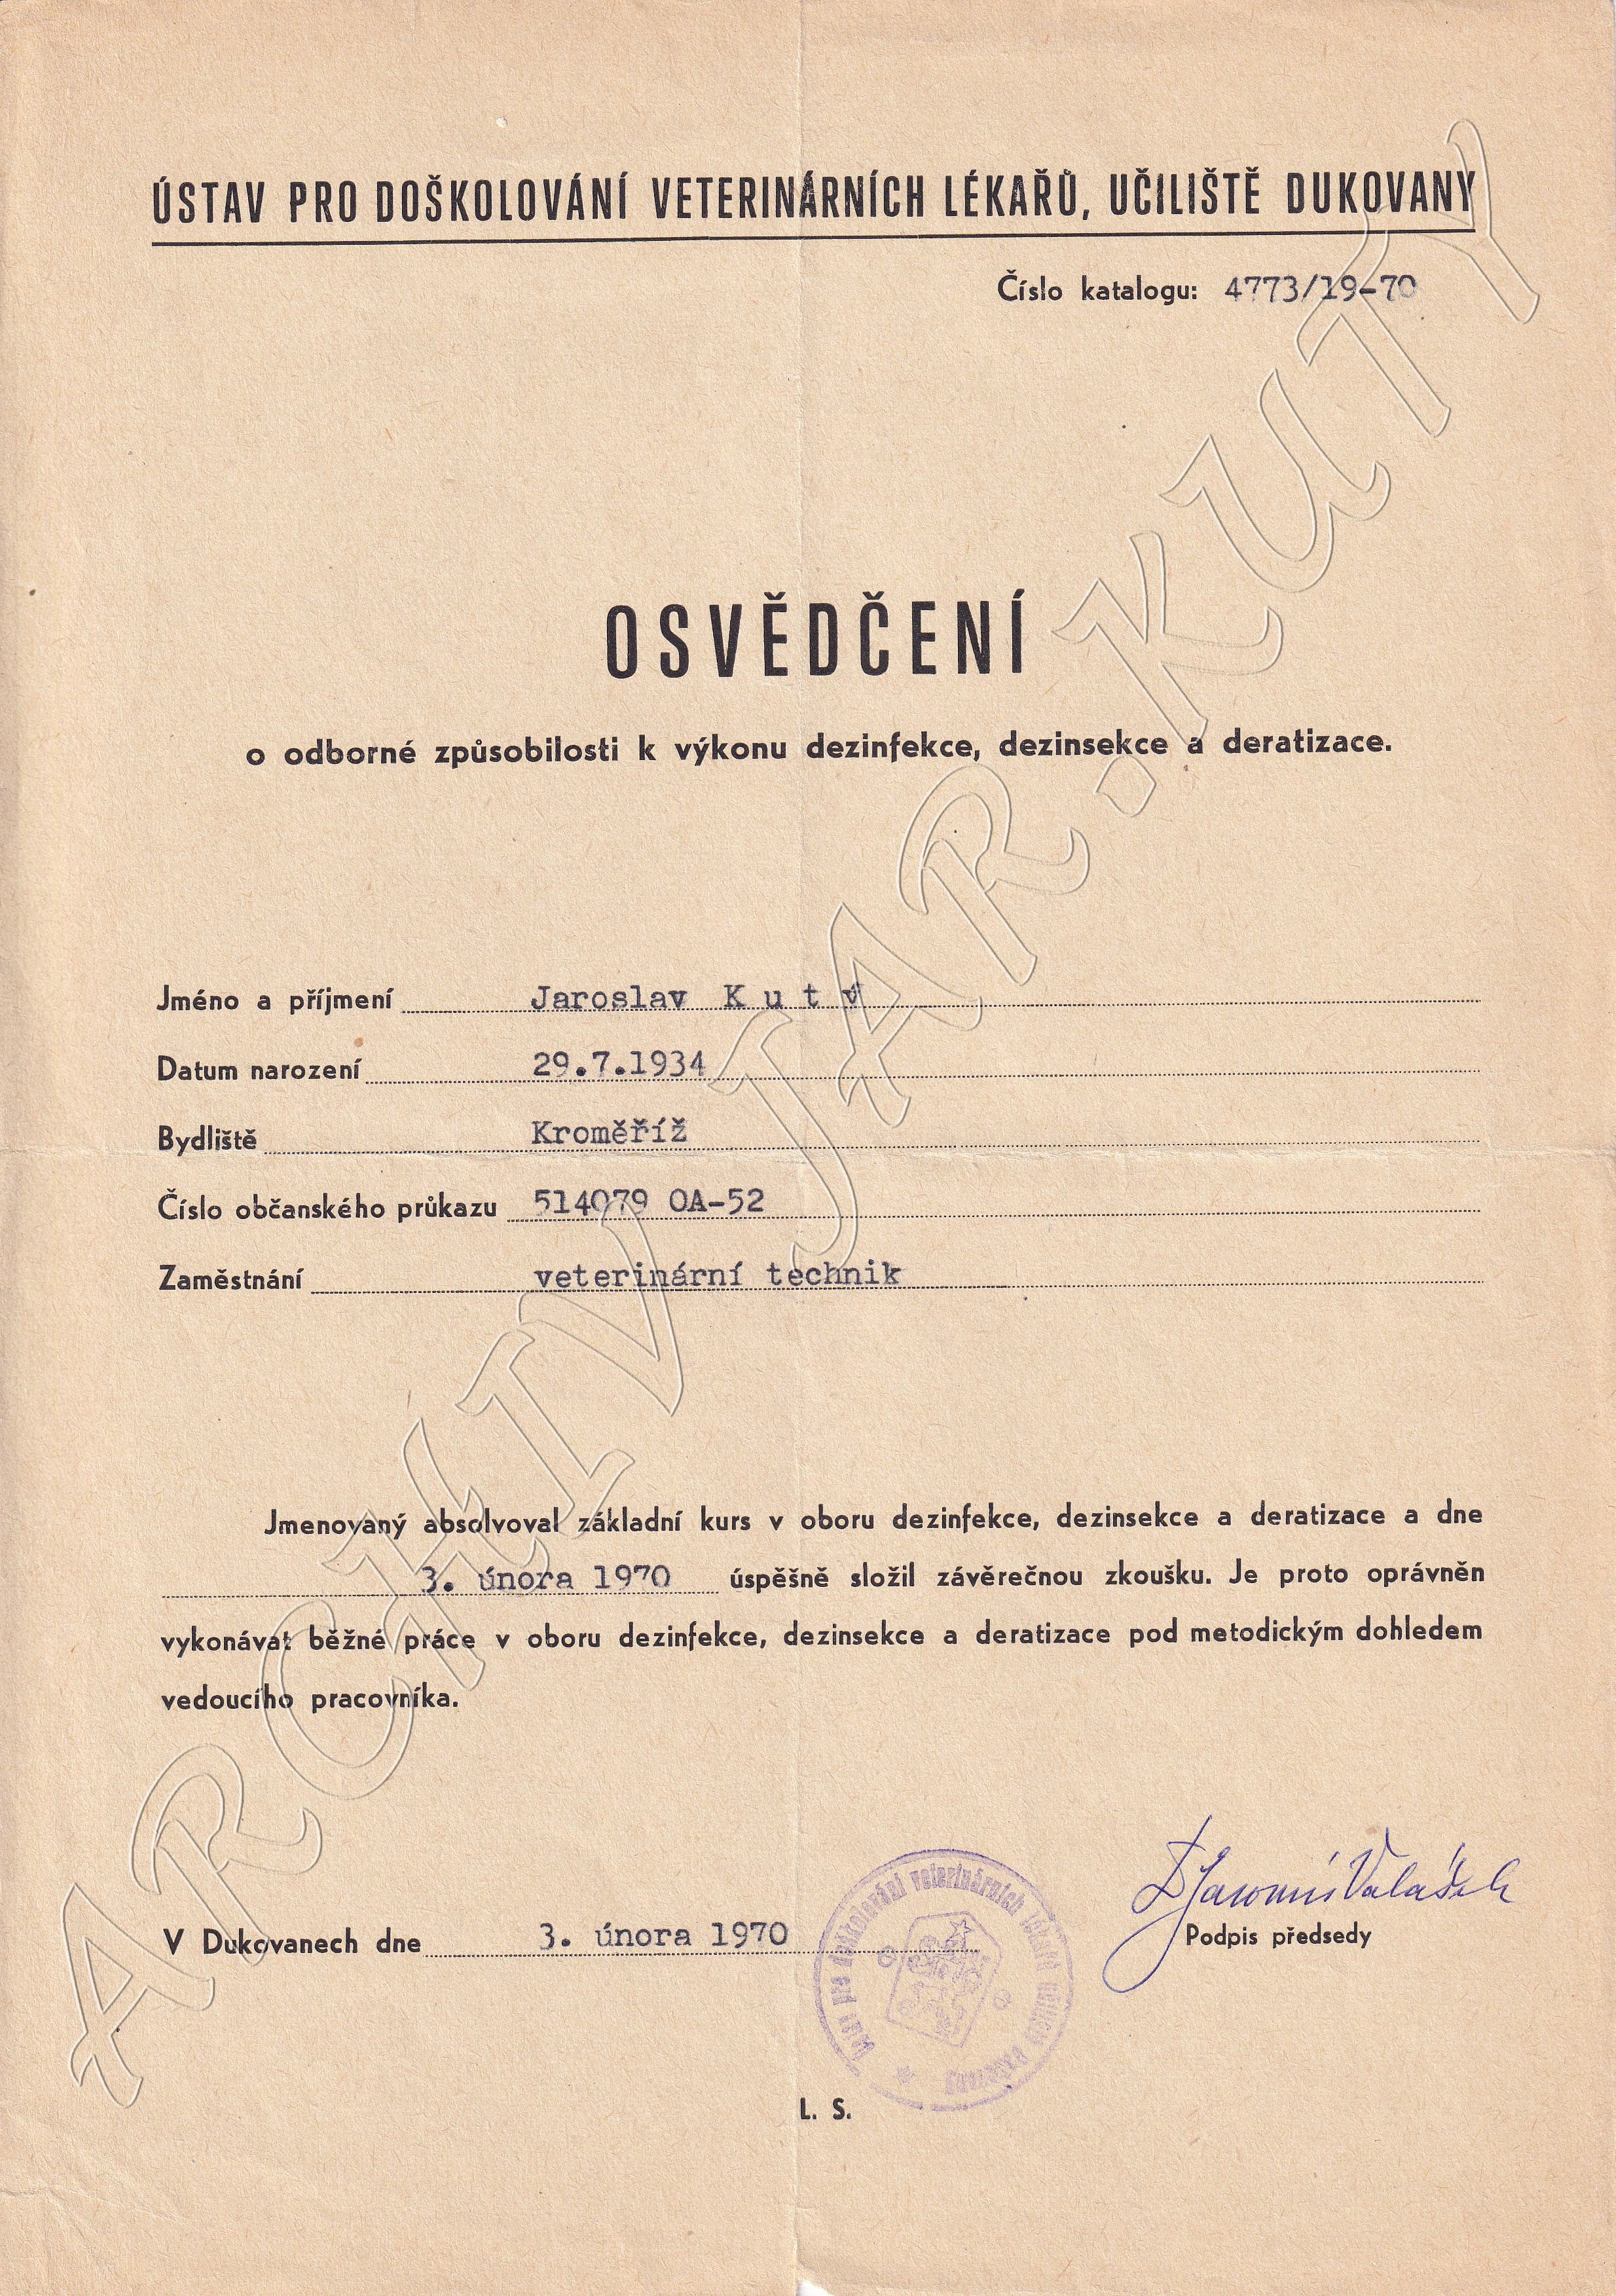 ÚSTAV PRO DOŠKOLOVÁNÍ VETERINÁRNÍCH LÉKAŘŮ, UČILIŠTĚ DUKOVANY
Číslo katalogu: 4773/19-70
OSVĚDČENÍ
o odborné způsobilosti k výkonu dezinfekce, dezinsekce a deratizace.
Jméno a příjmení Jaroslav K u t ý
Datum narození 29.7.1934
Bydliště Kroměříž
Číslo občanského průkazu 514079 OA-52
Zaměstnání veterinární technik
Jmenovaný absolvoval základní kurs v oboru dezinfekce, dezinsekce a deratizace a dne
3. února 1970 úspěšně složil závěrečnou zkoušku. Je proto oprávněn
vykonávat běžné práce v oboru dezinfekce, dezinsekce a deratizace pod metodickým dohledem
vedoucího pracovníka.
V Dukovanech dne 3. února 1970
Podpis předsedy
pro doškolování veterinárních
L. S.
ARCHIV JAR. KUTÝ